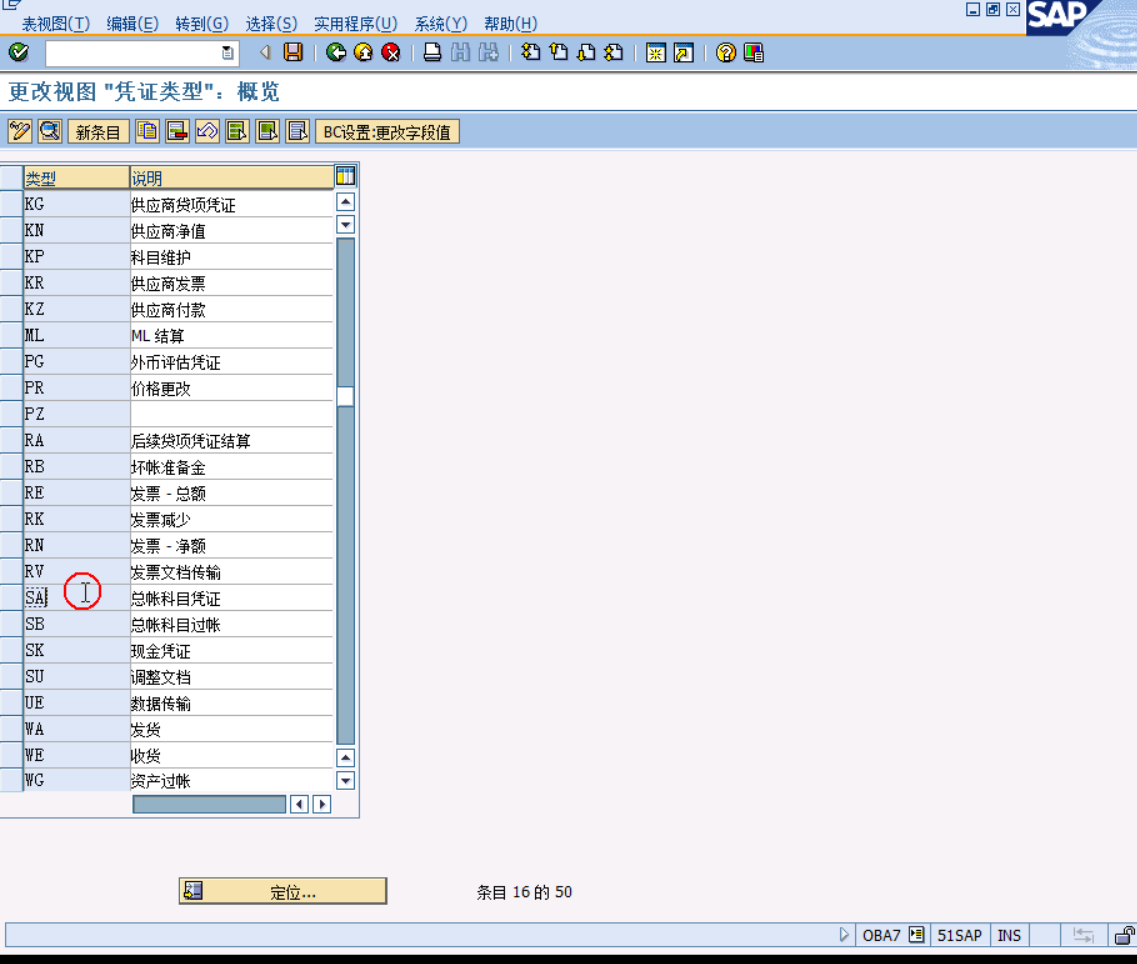 表视图(T) 编辑(E) 转到(G) 选择(S) 实用程序(U) 系统(Y) 帮助(H)
SAP
更改视图 "凭证类型": 概览
新条目 BC设置:更改字段值
类型 说明
KG 供应商贷项凭证
KN 供应商净值
KP 科目维护
KR 供应商发票
KZ 供应商付款
ML ML 结算
PG 外币评估凭证
PR 价格更改
PZ
RA 后续贷项凭证结算
RB 坏帐准备金
RE 发票 - 总额
RK 发票减少
RN 发票 - 净额
RV 发票文档传输
SA 总帐科目凭证
SB 总帐科目过帐
SK 现金凭证
SU 调整文档
UE 数据传输
WA 发货
WE 收货
WG 资产过帐
定位... 条目 16 的 50
OBA7 51SAP INS